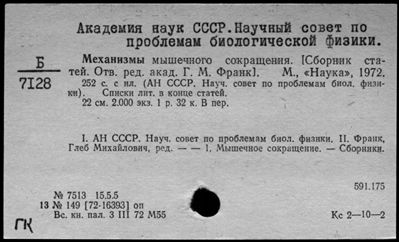 Академия наук СССР. Научный совет по
проблемам биологической физики.
Б
7128
Механизмы мышечного сокращения. [Сборник ста-
тей. Отв. ред. акад. Г. М. Франк]. М., «Наука», 1972.
252 с. с ил. (АН СССР. Науч. совет по проблемам биол. физи-
ки). Списки лит. в конце статей.
22 см. 2.000 экз. 1 р. 32 к. В пер.
I. АН СССР. Науч. совет по проблемам биол. физики. II. Франк,
Глеб Михайлович, ред. — — 1. Мышечное сокращение. — Сборники.
591.175
№ 7513 15.5.5
13 № 149 [72-16393] оп
Вс. кн. пал. 3 III 72 М55
Кс 2—10—2
ГК